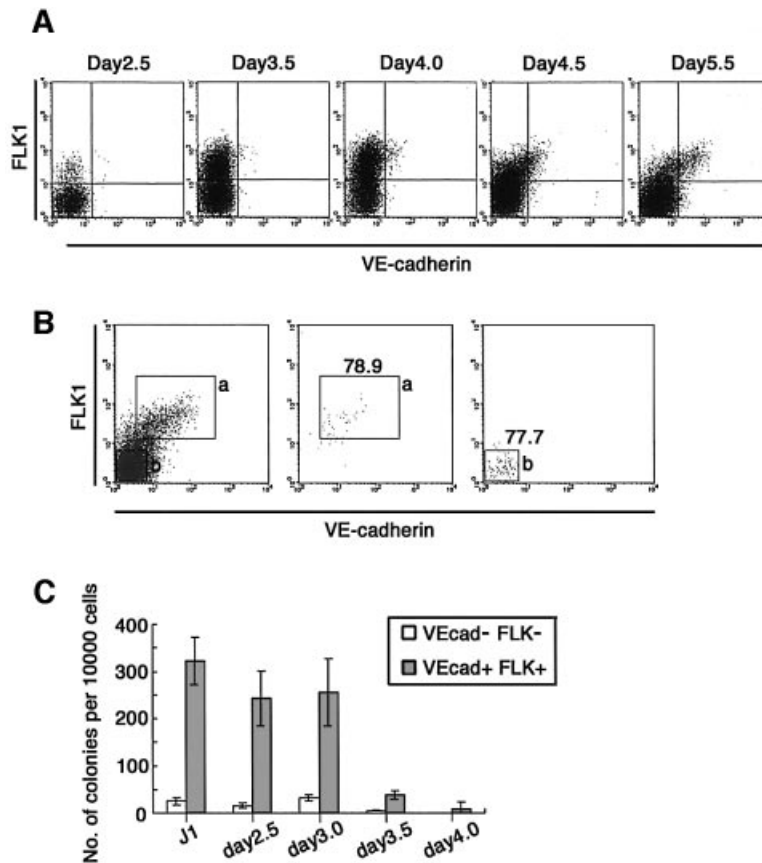 A
Day2.5 Day3.5 Day4.0 Day4.5 Day5.5
FLK1
VE-cadherin
B
FLK1
a
b
78.9
a
77.7
b
VE-cadherin
C
No. of colonies per 10000 cells
400
300
200
100
0
VEcad- FLK-
VEcad+ FLK+
J1 day2.5 day3.0 day3.5 day4.0